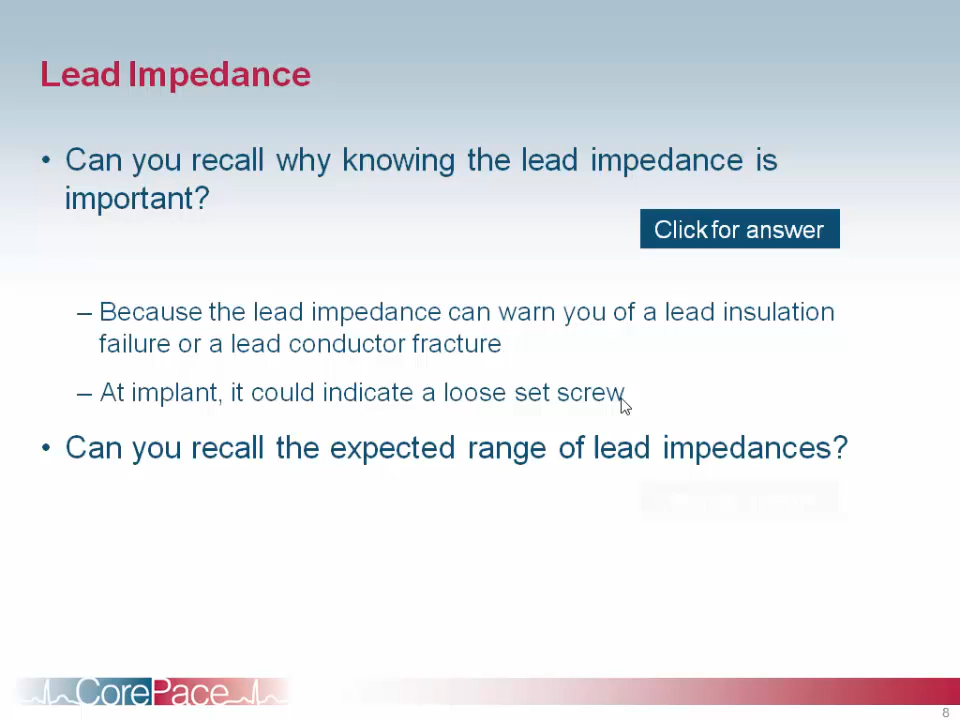 Lead Impedance
• Can you recall why knowing the lead impedance is
important?
Click for answer
– Because the lead impedance can warn you of a lead insulation
failure or a lead conductor fracture
– At implant, it could indicate a loose set screw
• Can you recall the expected range of lead impedances?
CorePace
8